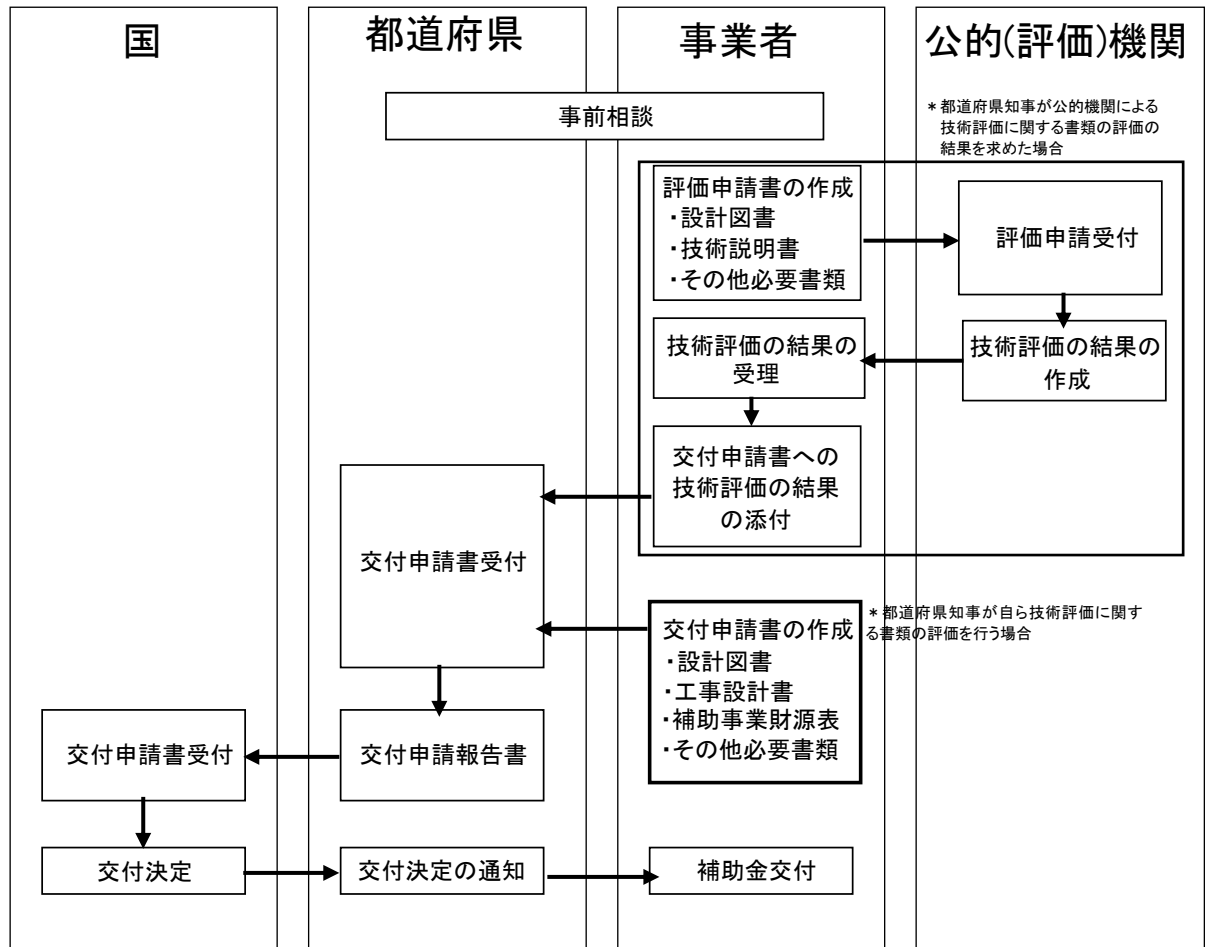 国
都道府県
事業者
公的(評価)機関
事前相談
＊都道府県知事が公的機関による
技術評価に関する書類の評価の
結果を求めた場合
評価申請書の作成
・設計図書
・技術説明書
・その他必要書類
評価申請受付
技術評価の結果の
受理
技術評価の結果の
作成
交付申請書への
技術評価の結果
の添付
交付申請書受付
＊都道府県知事が自ら技術評価に関す
る書類の評価を行う場合
交付申請書の作成
・設計図書
・工事設計書
・補助事業財源表
・その他必要書類
交付申請書受付
交付申請報告書
交付決定
交付決定の通知
補助金交付